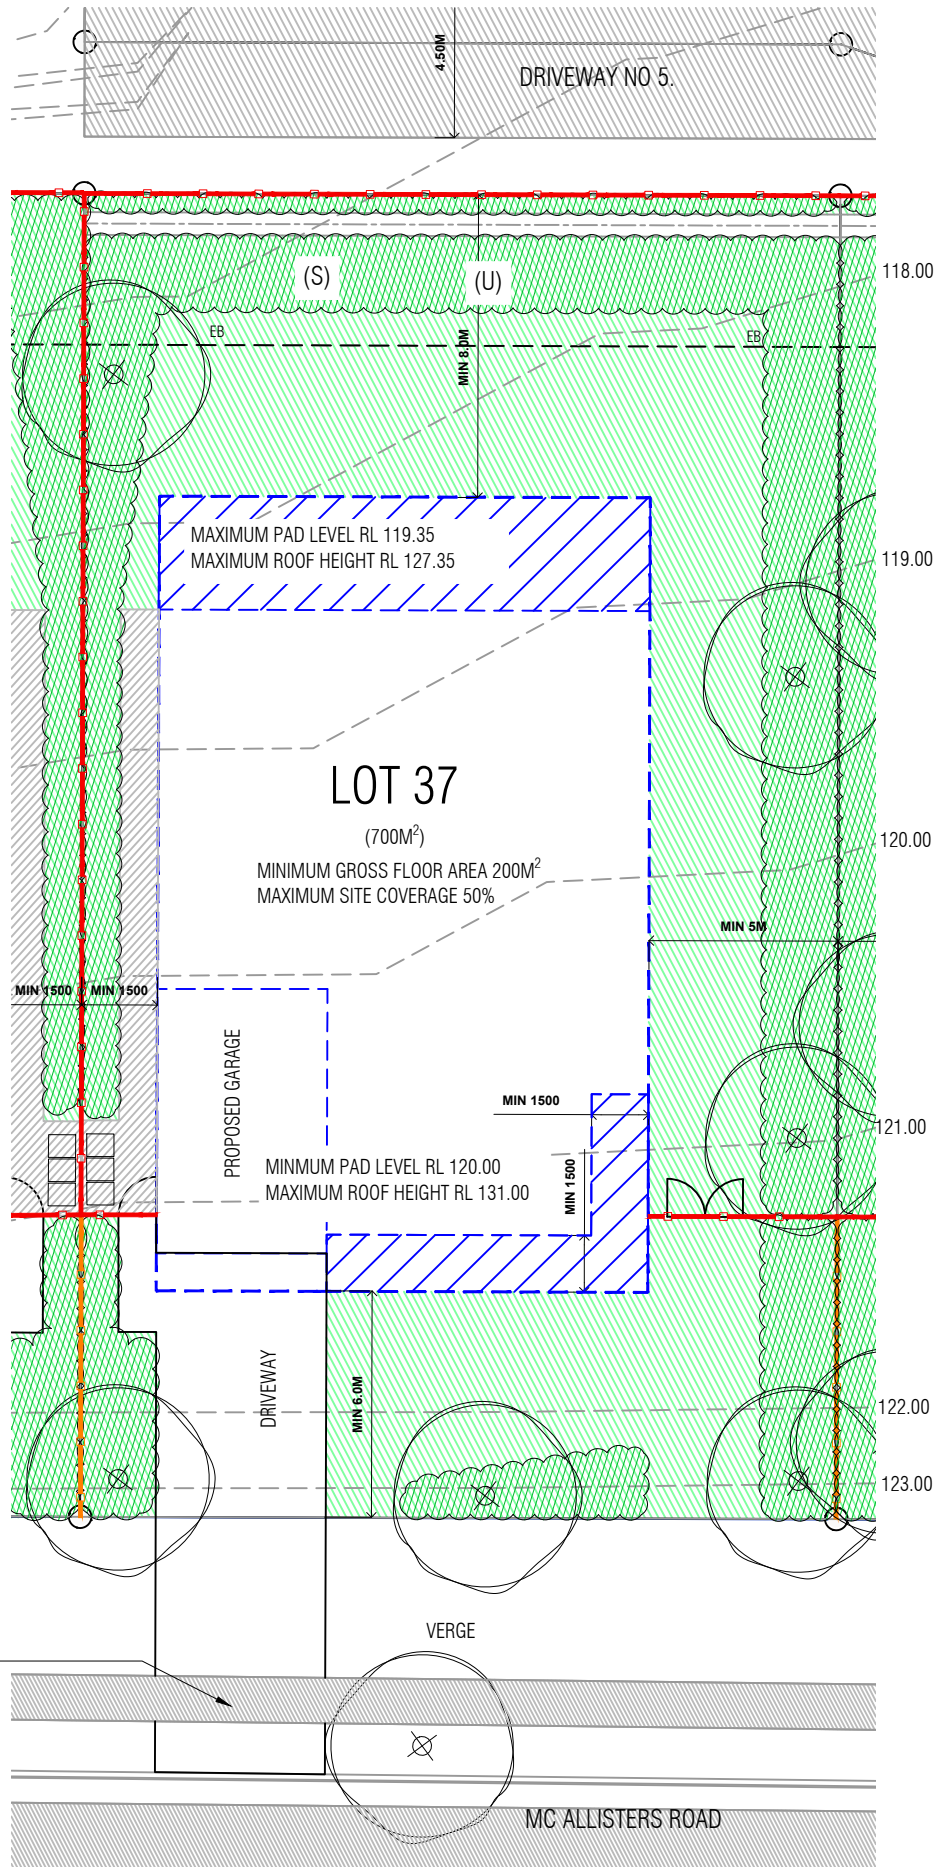 4.50M
DRIVEWAY NO 5.
(S)
(U)
118.00
EB
EB
MIN 8.0M
MAXIMUM PAD LEVEL RL 119.35
MAXIMUM ROOF HEIGHT RL 127.35
119.00
LOT 37
(700M²)
MINIMUM GROSS FLOOR AREA 200M²
MAXIMUM SITE COVERAGE 50%
120.00
MIN 5M
MIN 1500
MIN 1500
PROPOSED GARAGE
MIN 1500
121.00
MINMUM PAD LEVEL RL 120.00
MAXIMUM ROOF HEIGHT RL 131.00
MIN 1500
DRIVEWAY
MIN 6.0M
122.00
123.00
VERGE
MC ALLISTERS ROAD